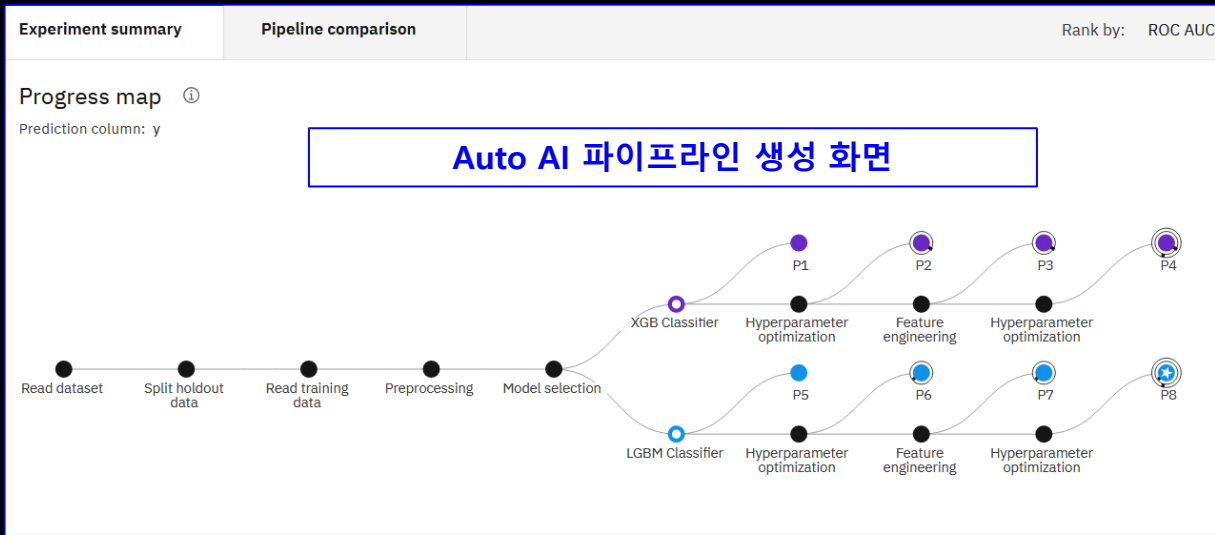 Experiment summary
Pipeline comparison
Rank by: ROC AUC
Progress map
Prediction column: y
Auto AI 파이프라인 생성 화면
P1
P2
P3
P4
XGB Classifier
Hyperparameter
optimization
Feature
engineering
Hyperparameter
optimization
Read dataset
Split holdout
data
Read training
data
Preprocessing
Model selection
P5
P6
P7
P8
LGBM Classifier
Hyperparameter
optimization
Feature
engineering
Hyperparameter
optimization